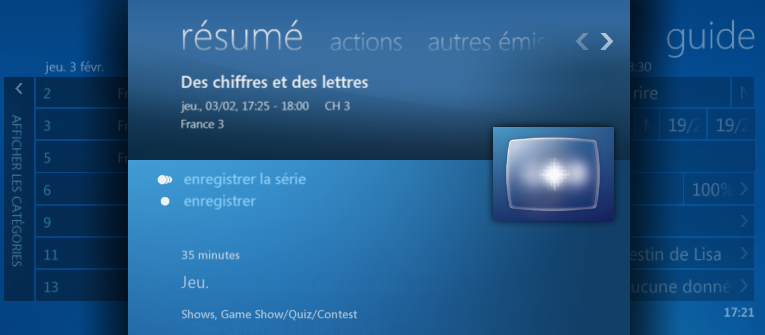 résumé actions autres émis
guide
jeu. 3 févr.
8:30
Des chiffres et des lettres
jeu., 03/02, 17:25 - 18:00 CH 3
France 3
AFFICHER LES CATÉGORIES
2 Fr
rire N
3 Fr
19/2 19/2
5 Fr
6
100%
9
11
estin de Lisa
13
ucune donné
enregistrer la série
enregistrer
35 minutes
Jeu.
Shows, Game Show/Quiz/Contest
17:21